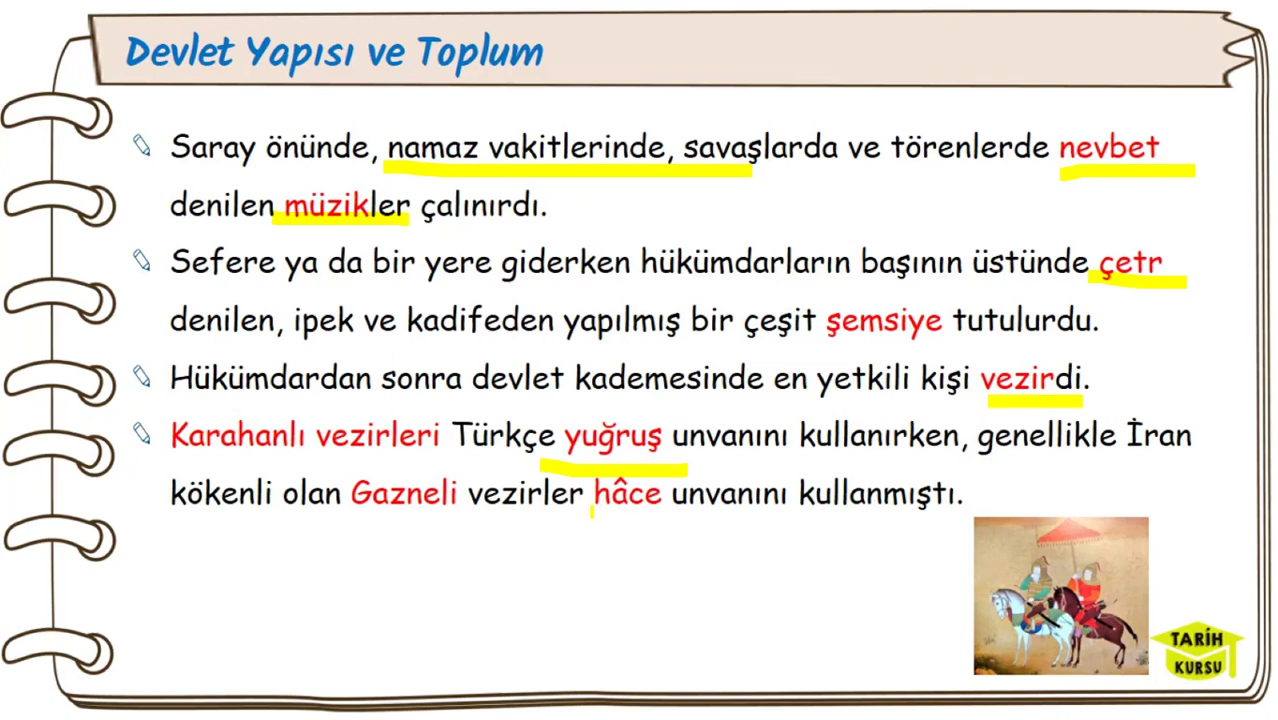 Devlet Yapısı ve Toplum
Saray önünde, namaz vakitlerinde, savaşlarda ve törenlerde nevbet
denilen müzikler çalınırdı.
Sefere ya da bir yere giderken hükümdarların başının üstünde çetr
denilen, ipek ve kadifeden yapılmış bir çeşit şemsiye tutulurdu.
Hükümdardan sonra devlet kademesinde en yetkili kişi vezirdi.
Karahanlı vezirleri Türkçe yuğruş unvanını kullanırken, genellikle İran
kökenli olan Gazneli vezirler hâce unvanını kullanmıştı.
TARİH
KURSU